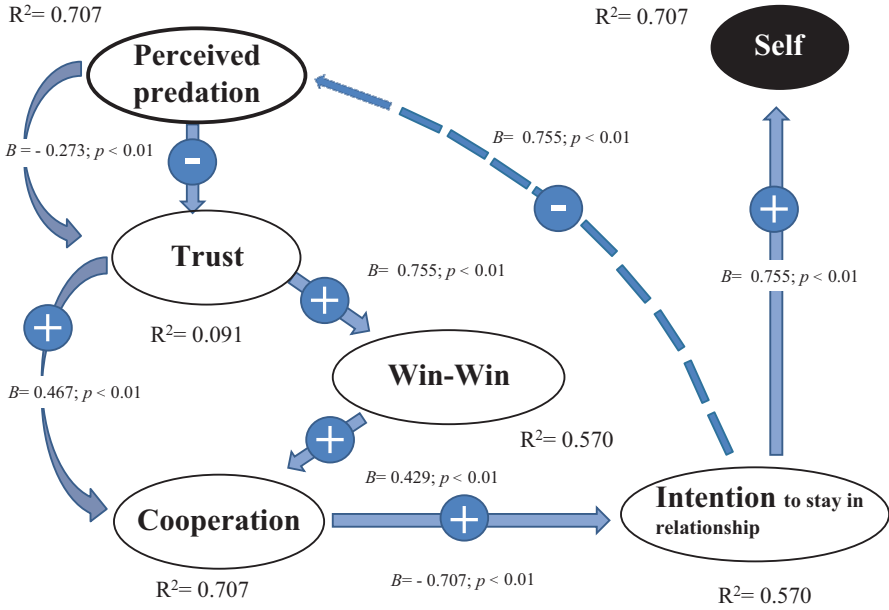 R²= 0.707
R²= 0.707
Self
Perceived
predation
B= - 0.273; p < 0.01
-
B= 0.755; p < 0.01
-
+
Trust
B= 0.755; p < 0.01
B= 0.755; p < 0.01
+
+
R²= 0.091
Win-Win
B= 0.467; p < 0.01
R²= 0.570
+
B= 0.429; p < 0.01
Intention to stay in
relationship
Cooperation
+
B= - 0.707; p < 0.01
R²= 0.707
R²= 0.570